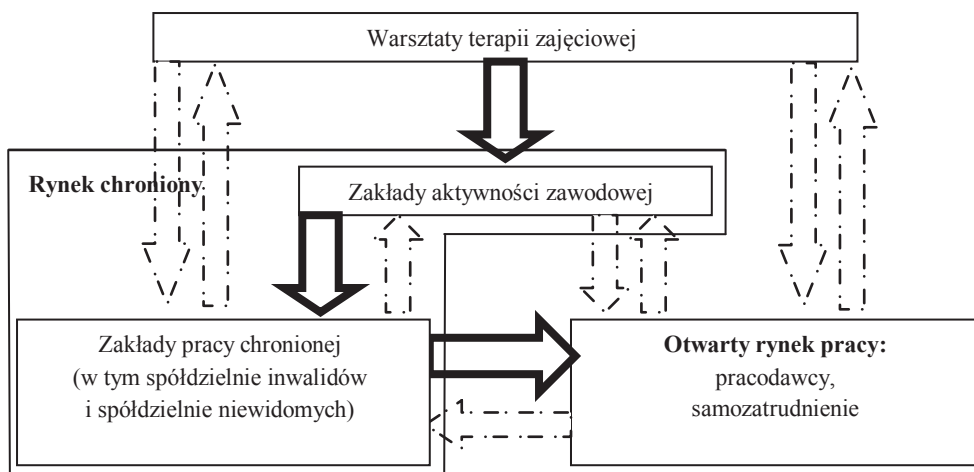 Warsztaty terapii zajęciowej
Rynek chroniony
Zakłady aktywności zawodowej
Zakłady pracy chronionej
(w tym spółdzielnie inwalidów
i spółdzielnie niewidomych)
Otwarty rynek pracy:
pracodawcy,
samozatrudnienie